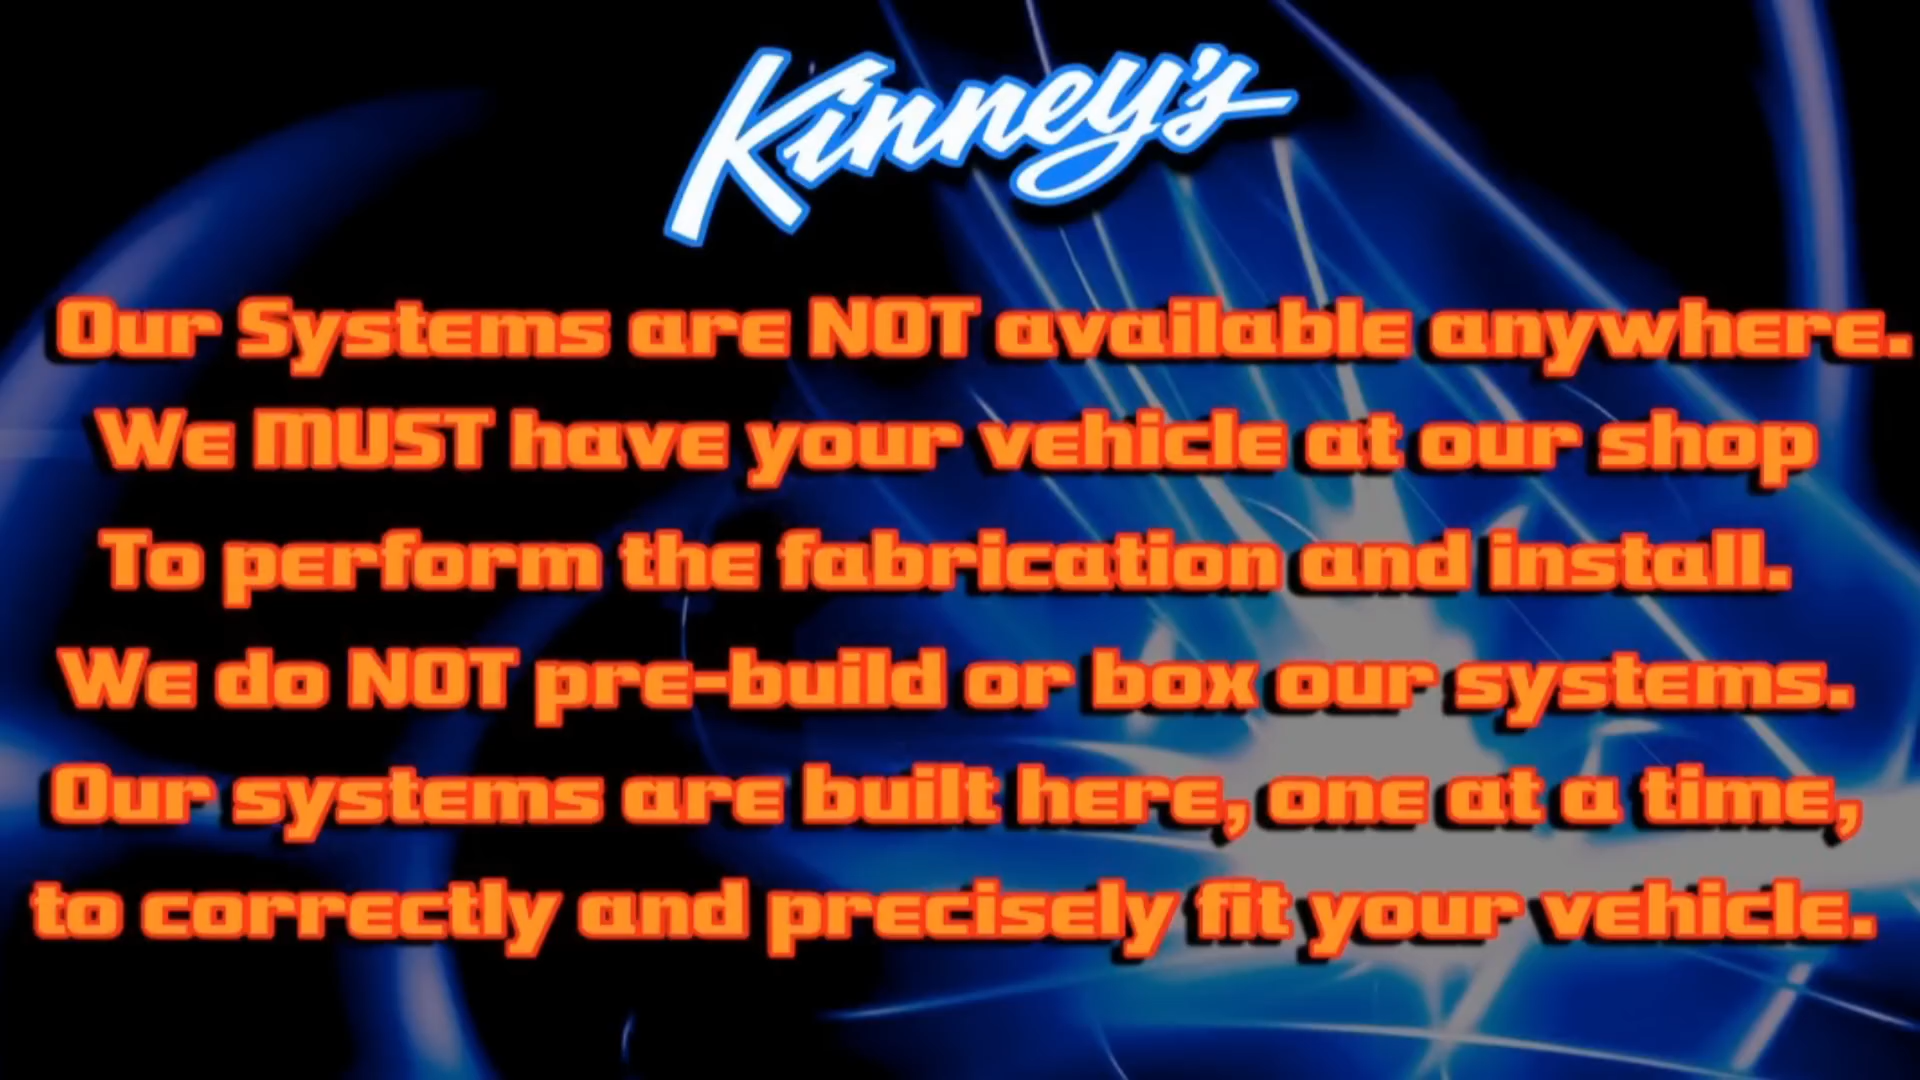 Kinney's
Our Systems are NOT available anywhere.
We MUST have your vehicle at our shop
To perform the fabrication and install.
We do NOT pre-build or box our systems.
Our systems are built here, one at a time,
to correctly and precisely fit your vehicle.